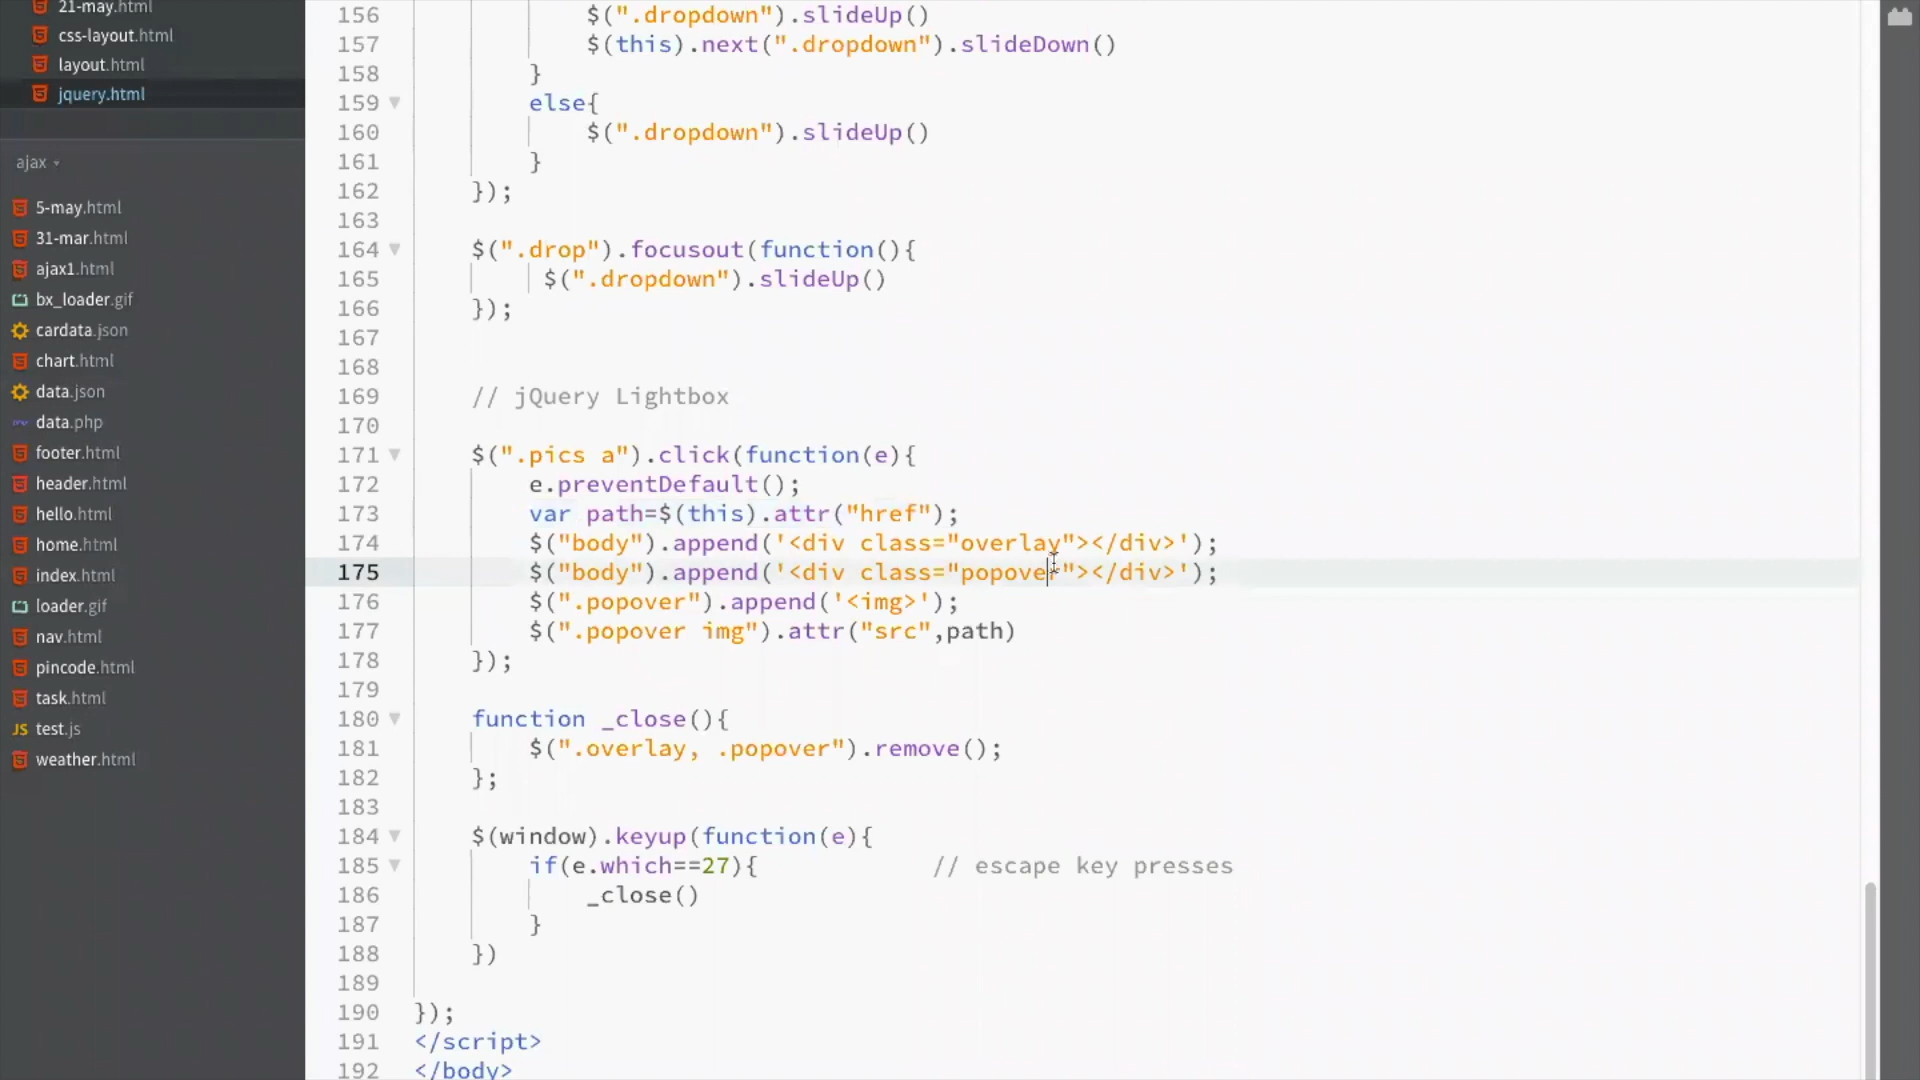 21-may.html
css-layout.html
layout.html
jquery.html
ajax
5-may.html
31-mar.html
ajax1.html
bx_loader.gif
cardata.json
chart.html
data.json
data.php
footer.html
header.html
hello.html
home.html
index.html
loader.gif
nav.html
pincode.html
task.html
JS test.js
weather.html
156 $(".dropdown").slideUp()
157 $(this).next(".dropdown").slideDown()
158 }
159 else{
160 $(".dropdown").slideUp()
161 }
162 });
163
164 $(".drop").focusout(function(){
165 $(".dropdown").slideUp()
166 });
167
168
169 // jQuery Lightbox
170
171 $(".pics a").click(function(e){
172 e.preventDefault();
173 var path=$(this).attr("href");
174 $("body").append('<div class="overlay"></div>');
175 $("body").append('<div class="popover"></div>');
176 $(".popover").append('<img>');
177 $(".popover img").attr("src",path)
178 });
179
180 function _close(){
181 $(".overlay, .popover").remove();
182 };
183
184 $(window).keyup(function(e){
185 if(e.which==27){ // escape key presses
186 _close()
187 }
188 })
189
190 });
191 </script>
192 </body>